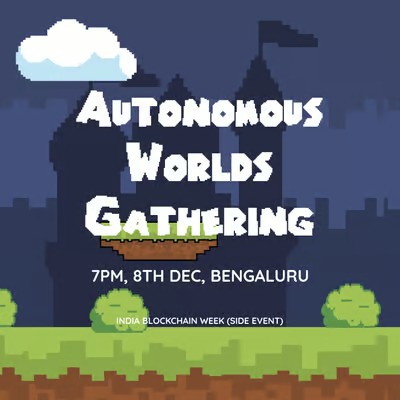 AUTONOMOUS
WORLDS
GATHERING
7PM, 8TH DEC, BENGALURU
INDIA BLOCKCHAIN WEEK (SIDE EVENT)